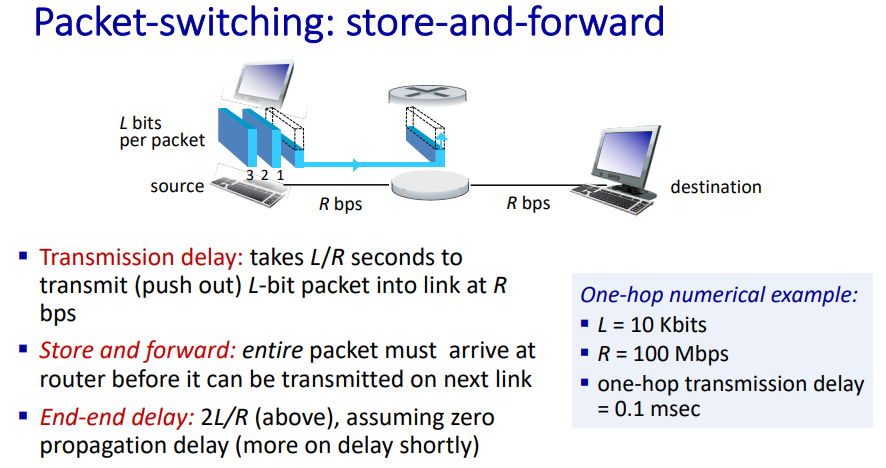 Packet-switching: store-and-forward
L bits
per packet
3 2 1
source
R bps
R bps
destination
▪ Transmission delay: takes L/R seconds to
transmit (push out) L-bit packet into link at R
bps
▪ Store and forward: entire packet must arrive at
router before it can be transmitted on next link
▪ End-end delay: 2L/R (above), assuming zero
propagation delay (more on delay shortly)
One-hop numerical example:
▪ L = 10 Kbits
▪ R = 100 Mbps
▪ one-hop transmission delay
= 0.1 msec